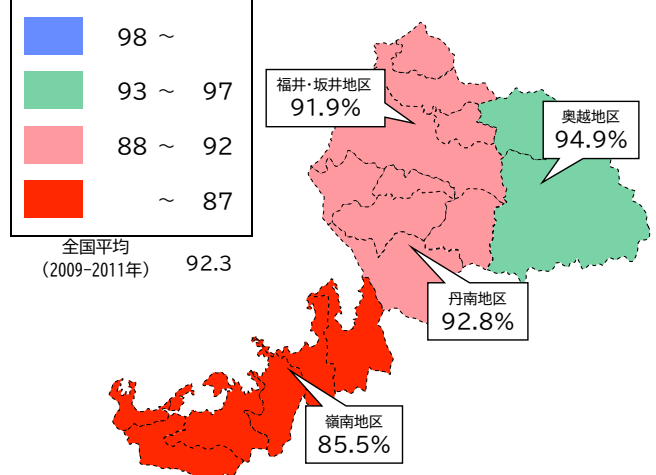 98 ～
93 ～ 97
88 ～ 92
～ 87
全国平均
（2009-2011年） 92.3
福井･坂井地区
91.9%
奥越地区
94.9%
丹南地区
92.8%
嶺南地区
85.5%